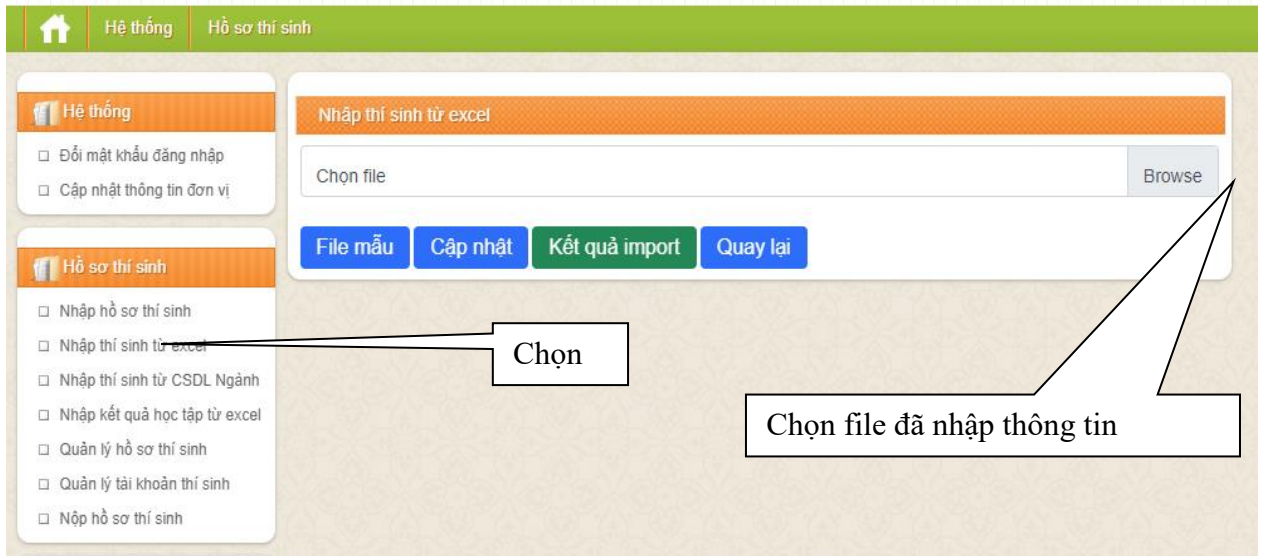 Hệ thống Hồ sơ thí sinh
Hệ thống
Đổi mật khẩu đăng nhập
Cập nhật thông tin đơn vị
Hồ sơ thí sinh
Nhập hồ sơ thí sinh
Nhập thí sinh từ excel
Nhập thí sinh từ CSDL Ngành
Nhập kết quả học tập từ excel
Quản lý hồ sơ thí sinh
Quản lý tài khoản thí sinh
Nộp hồ sơ thí sinh
Nhập thí sinh từ excel
Chọn file Browse
File mẫu Cập nhật Kết quả import Quay lại
Chọn
Chọn file đã nhập thông tin